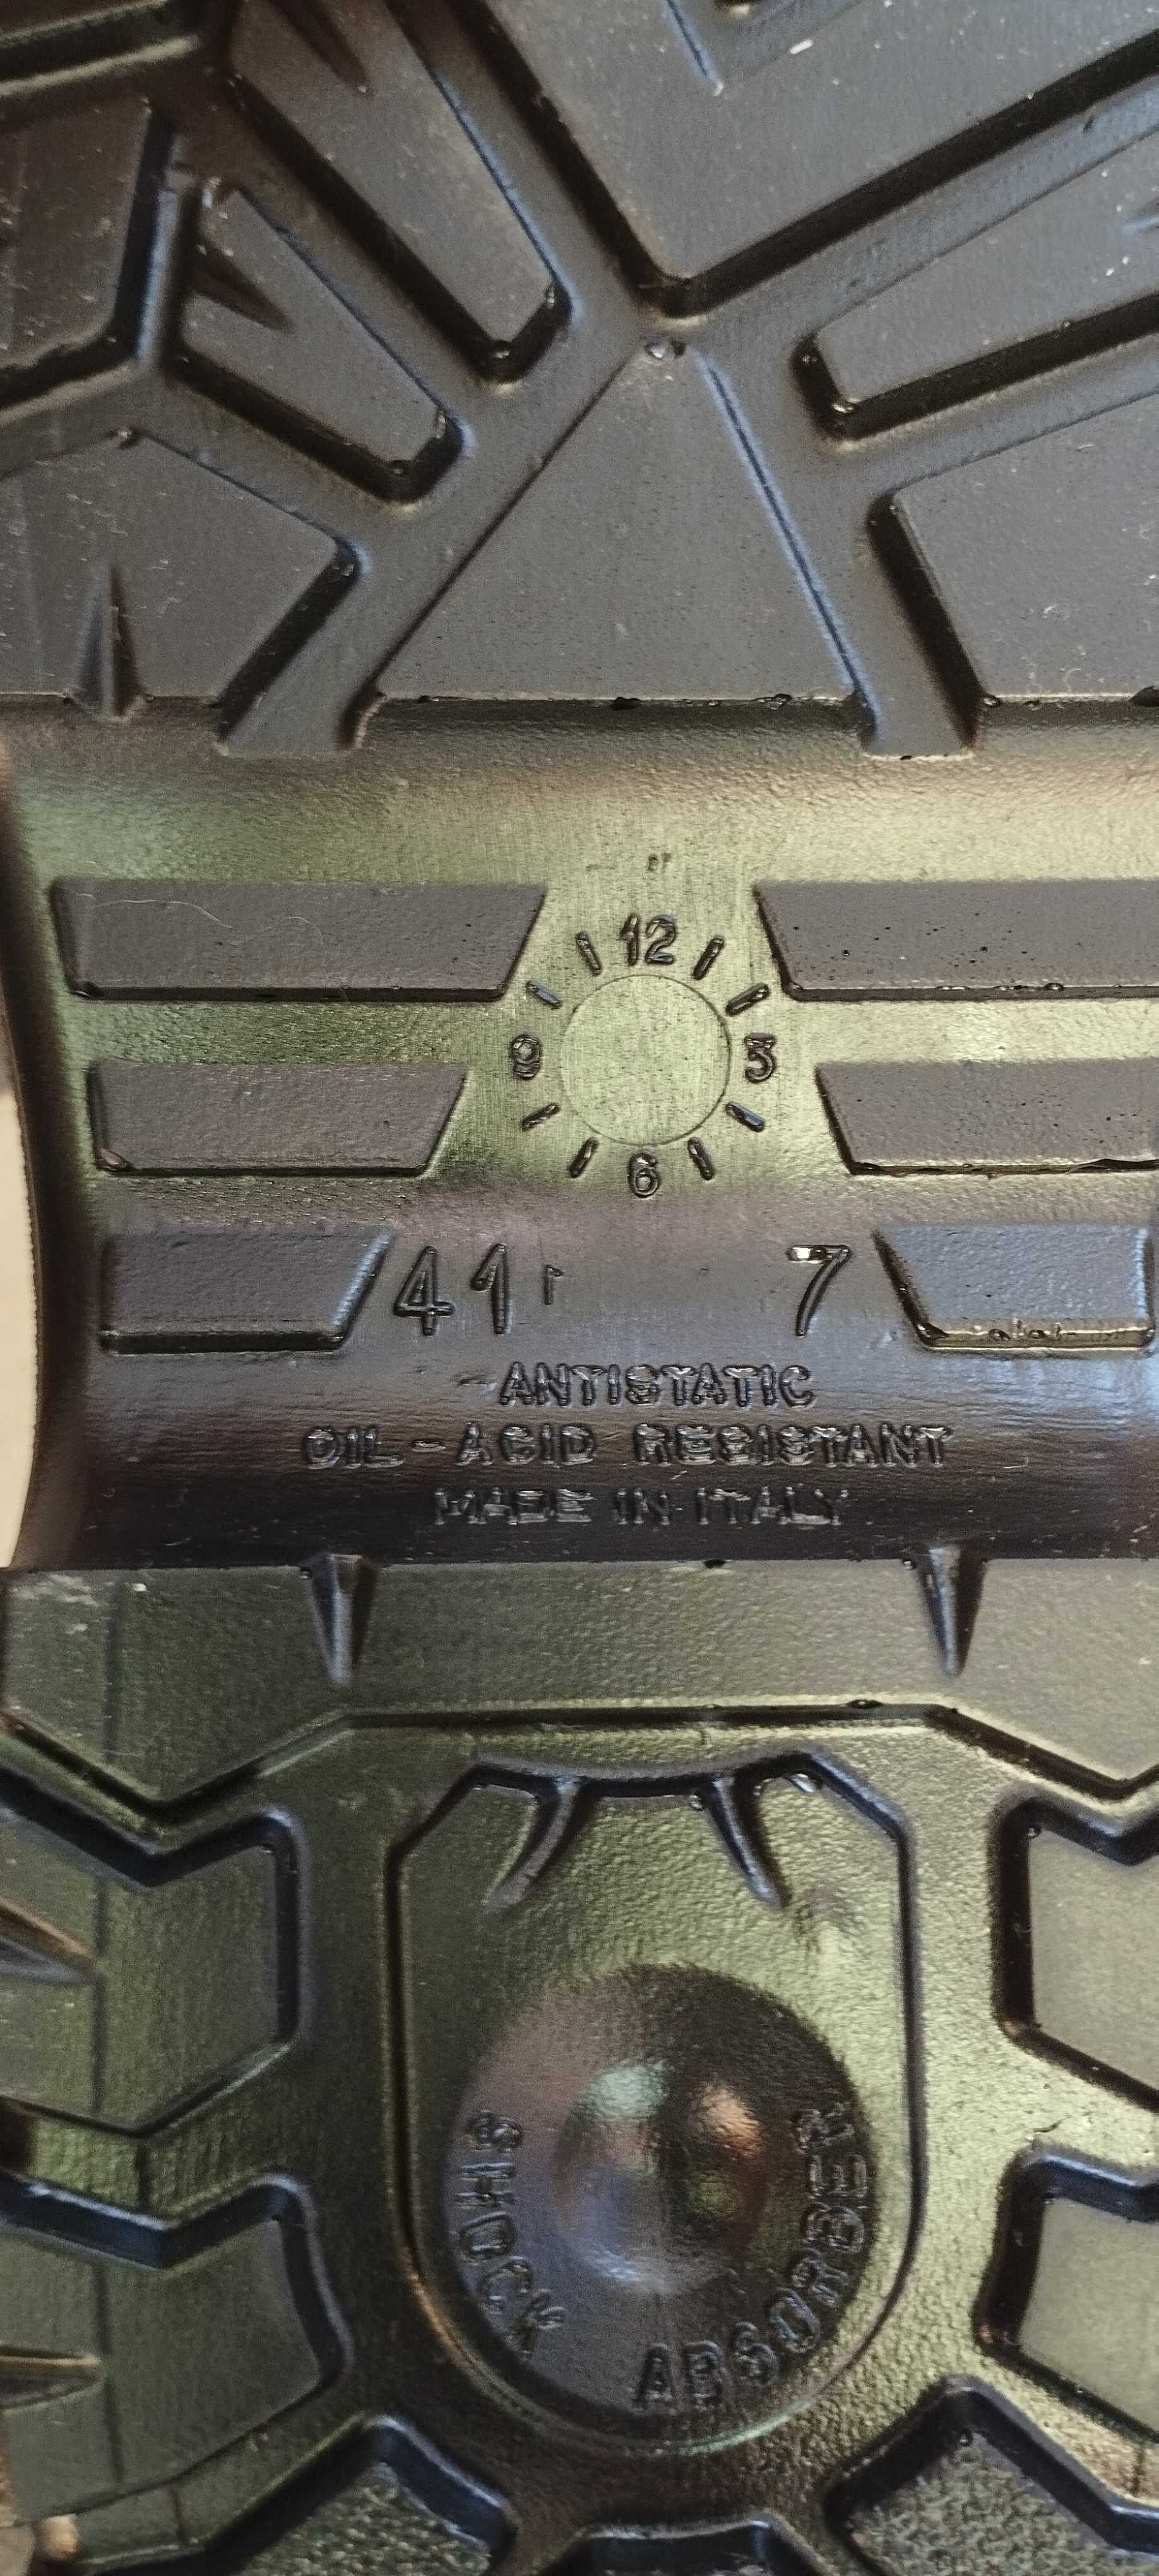 12
9 3
6
41 7
ANTISTATIC
OIL-ACID RESISTANT
MADE IN ITALY
SHOCK ABSORBER